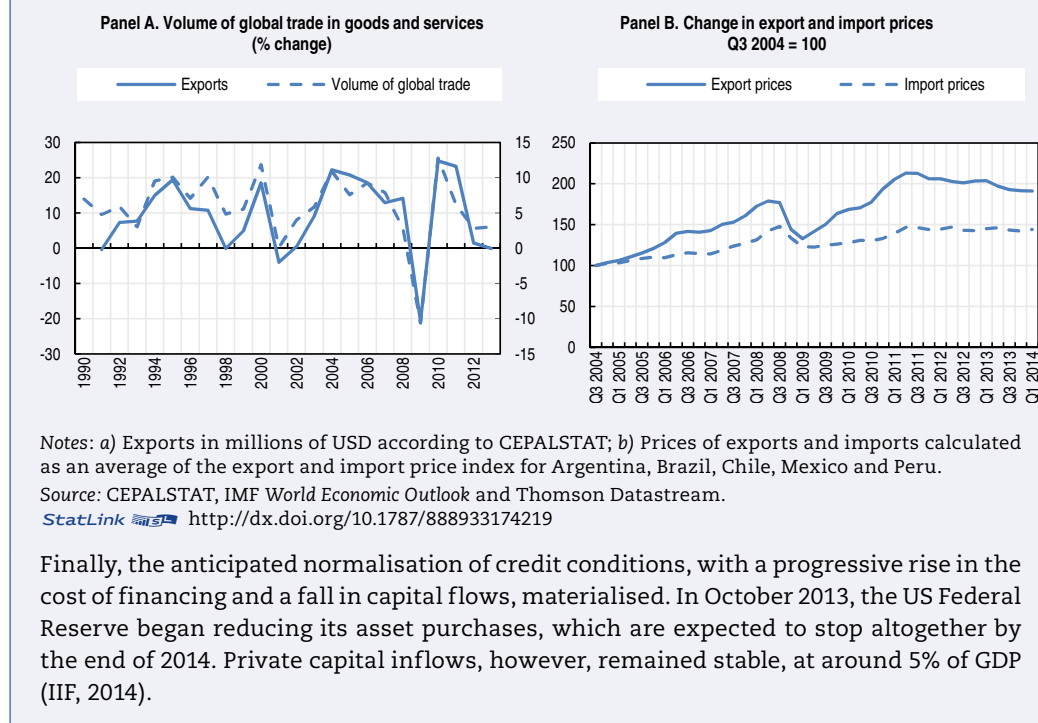 Panel A. Volume of global trade in goods and services
(% change)
Exports
Volume of global trade
30
20
10
0
-10
-20
-30
15
10
5
0
-5
-10
-15
1990
1992
1994
1996
1998
2000
2002
2004
2006
2008
2010
2012
Panel B. Change in export and import prices
Q3 2004 = 100
Export prices
Import prices
250
200
150
100
50
0
Q3 2004
Q1 2005
Q3 2005
Q1 2006
Q3 2006
Q1 2007
Q3 2007
Q1 2008
Q3 2008
Q1 2009
Q3 2009
Q1 2010
Q3 2010
Q1 2011
Q3 2011
Q1 2012
Q3 2012
Q1 2013
Q3 2013
Q1 2014
Notes: a) Exports in millions of USD according to CEPALSTAT; b) Prices of exports and imports calculated
as an average of the export and import price index for Argentina, Brazil, Chile, Mexico and Peru.
Source: CEPALSTAT, IMF World Economic Outlook and Thomson Datastream.
StatLink http://dx.doi.org/10.1787/888933174219
Finally, the anticipated normalisation of credit conditions, with a progressive rise in the
cost of financing and a fall in capital flows, materialised. In October 2013, the US Federal
Reserve began reducing its asset purchases, which are expected to stop altogether by
the end of 2014. Private capital inflows, however, remained stable, at around 5% of GDP
(IIF, 2014).